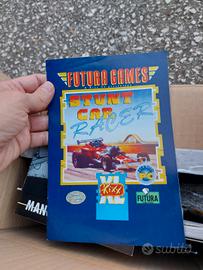 FUTURA GAMES
STUNT
CAR
RACER
XL
Kixx
FUTURA
MAN
subito